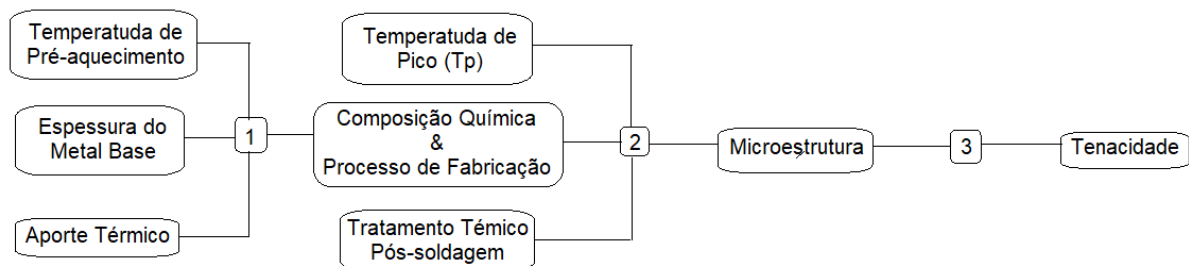 Temperatuda de
Pré-aquecimento
Espessura do
Metal Base
Aporte Térmico
1
Temperatuda de
Pico (Tp)
Composição Química
&
Processo de Fabricação
Tratamento Témico
Pós-soldagem
2
Microestrutura
3
Tenacidade